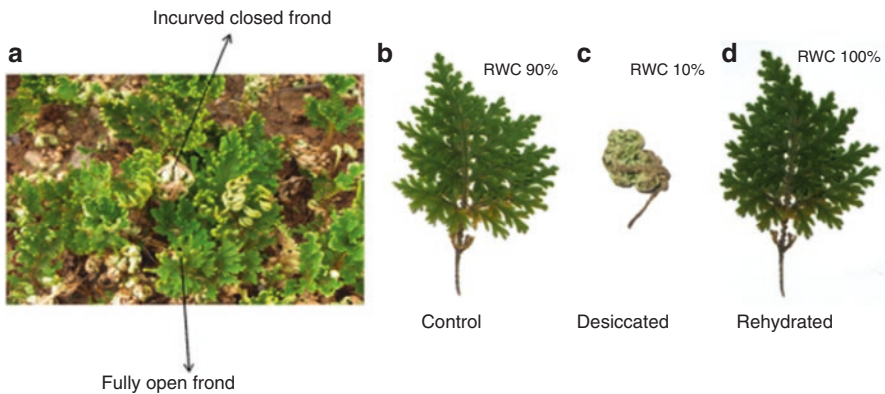 Incurved closed frond
a
b
c
d
RWC 90%
RWC 10%
RWC 100%
Fully open frond
Control
Desiccated
Rehydrated